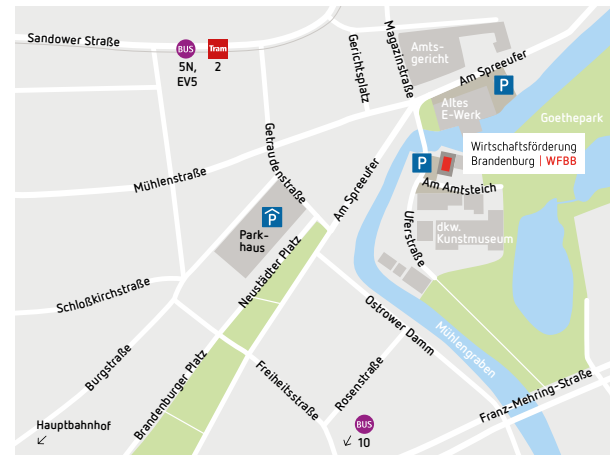 Sandower Straße
BUS
5N,
EV5
Tram
2
Gerichtsplatz
Magazinstraße
Amts-
gericht
Am Spreeufer
P
Altes
E-Werk
Goethepark
P
Wirtschaftsförderung
Brandenburg | WFBB
Am Amtsteich
Mühlenstraße
Getraudenstraße
Am Spreeufer
P
Park-
haus
Neustädter Platz
Uferstraße
dkw.
Kunstmuseum
Schloßkirchstraße
Burgstraße
Brandenburger Platz
Ostrower Damm
Mühlengraben
Freiheitsstraße
Rosenstraße
Franz-Mehring-Straße
Hauptbahnhof
BUS
10